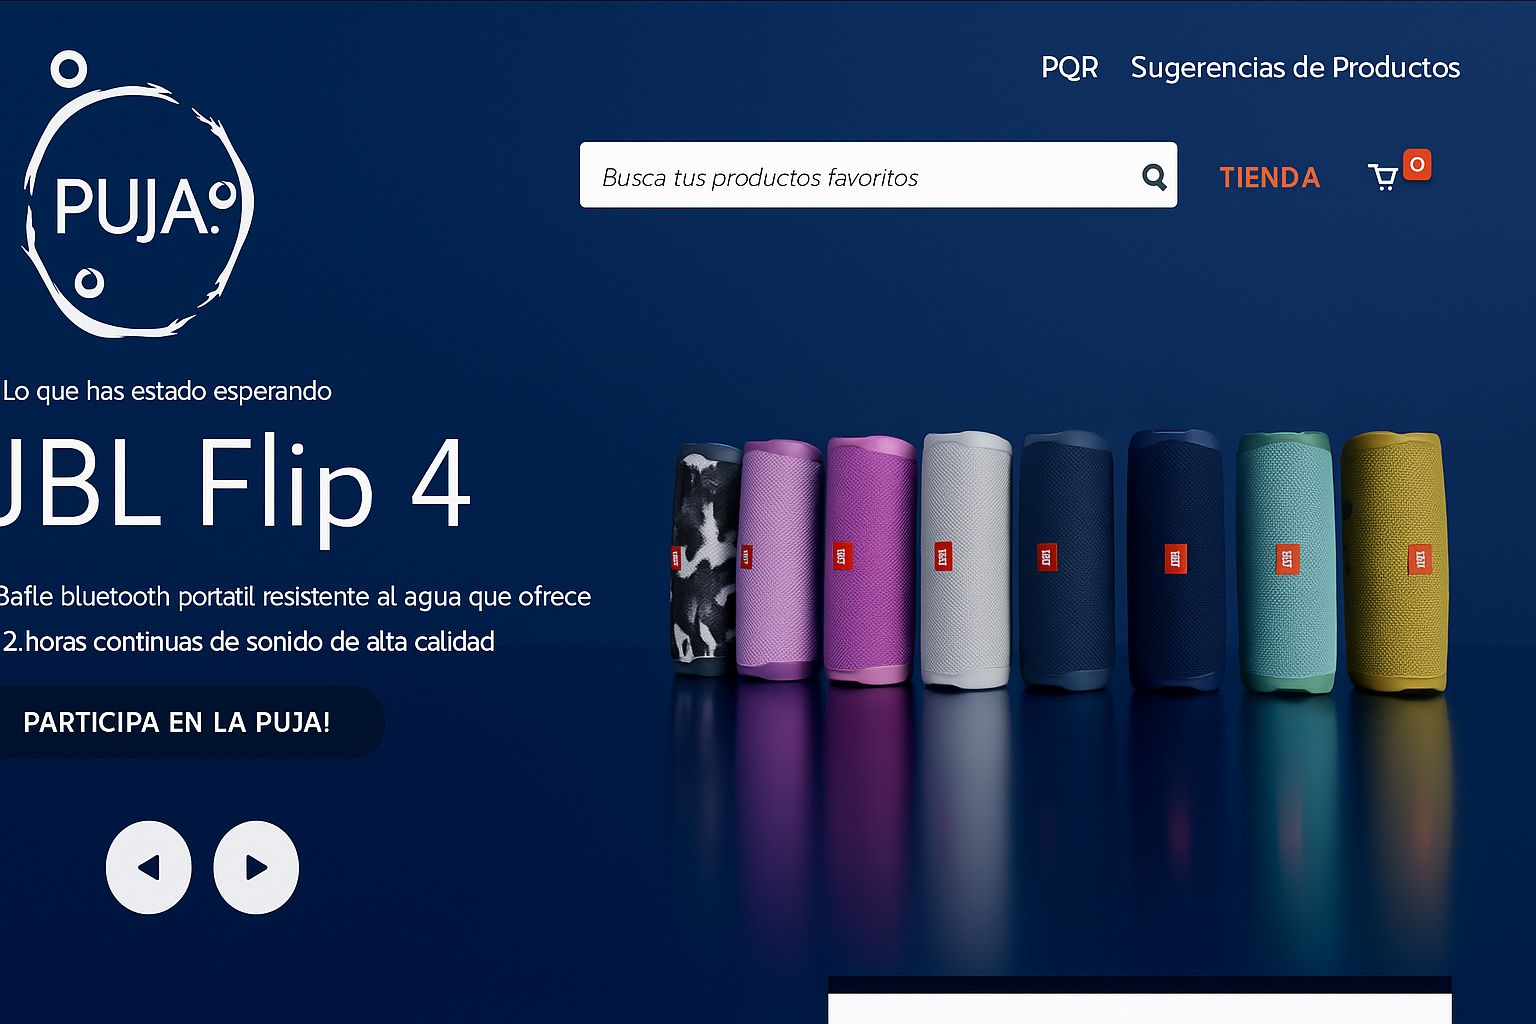 PQR Sugerencias de Productos
Busca tus productos favoritos
TIENDA
0
PUJA.
Lo que has estado esperando
JBL Flip 4
Bafle bluetooth portatil resistente al agua que ofrece
2.horas continuas de sonido de alta calidad
PARTICIPA EN LA PUJA!